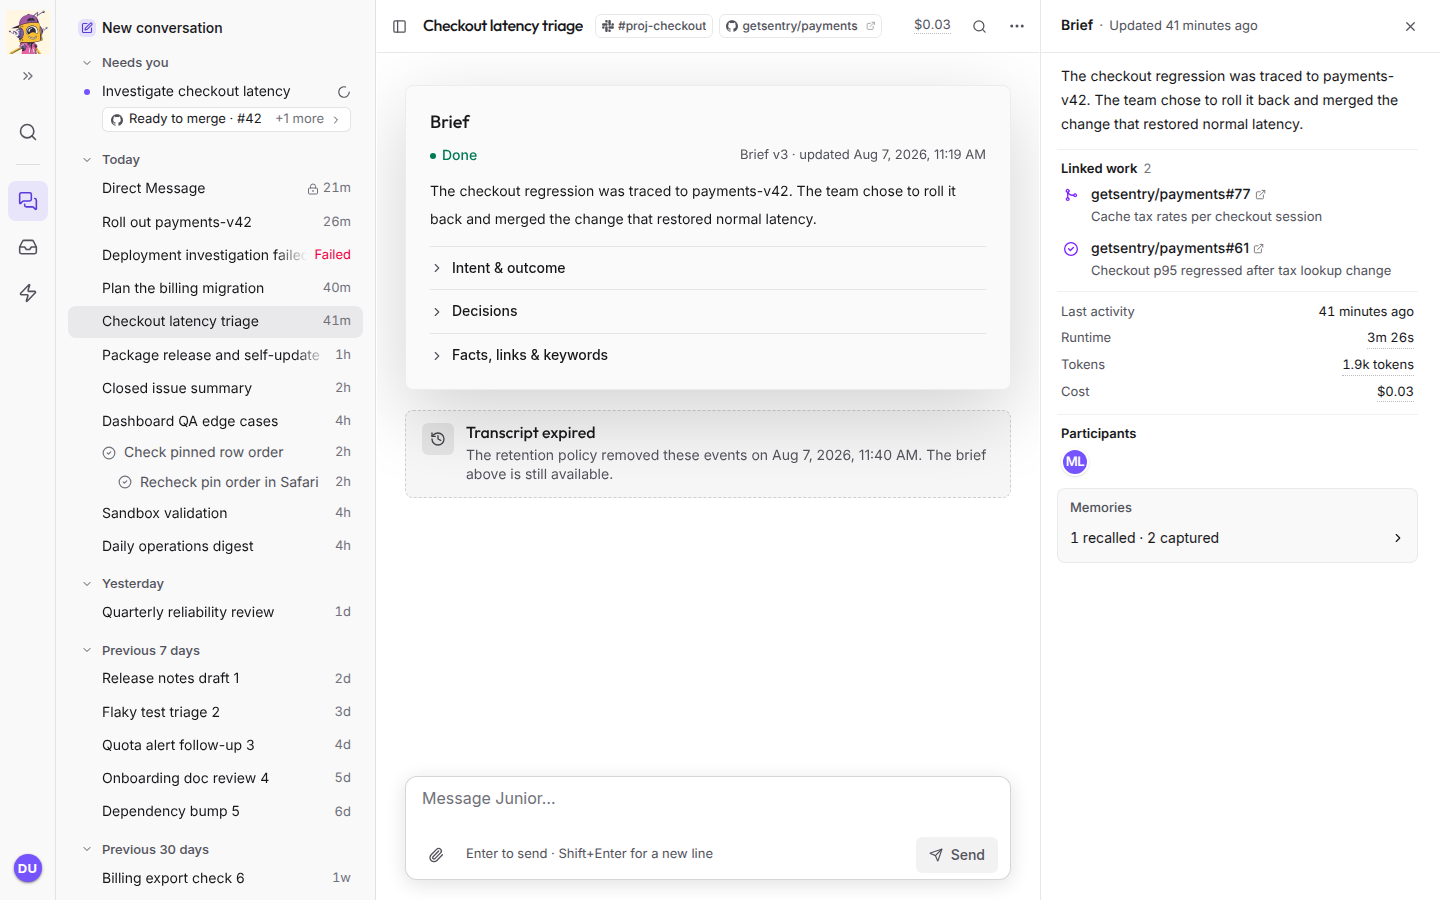 New conversation
Needs you
Investigate checkout latency
Ready to merge · #42 +1 more
Today
Direct Message 21m
Roll out payments-v42 26m
Deployment investigation failed Failed
Plan the billing migration 40m
Checkout latency triage 41m
Package release and self-update 1h
Closed issue summary 2h
Dashboard QA edge cases 4h
Check pinned row order 2h
Recheck pin order in Safari 2h
Sandbox validation 4h
Daily operations digest 4h
Yesterday
Quarterly reliability review 1d
Previous 7 days
Release notes draft 1 2d
Flaky test triage 2 3d
Quota alert follow-up 3 4d
Onboarding doc review 4 5d
Dependency bump 5 6d
Previous 30 days
Billing export check 6 1w
DU
Checkout latency triage #proj-checkout getsentry/payments $0.03
Brief
Done Brief v3 · updated Aug 7, 2026, 11:19 AM
The checkout regression was traced to payments-v42. The team chose to roll it
back and merged the change that restored normal latency.
Intent & outcome
Decisions
Facts, links & keywords
Transcript expired
The retention policy removed these events on Aug 7, 2026, 11:40 AM. The brief
above is still available.
Message Junior...
Enter to send · Shift+Enter for a new line Send
Brief · Updated 41 minutes ago
The checkout regression was traced to payments-
v42. The team chose to roll it back and merged the
change that restored normal latency.
Linked work 2
getsentry/payments#77
Cache tax rates per checkout session
getsentry/payments#61
Checkout p95 regressed after tax lookup change
Last activity 41 minutes ago
Runtime 3m 26s
Tokens 1.9k tokens
Cost $0.03
Participants
ML
Memories
1 recalled · 2 captured